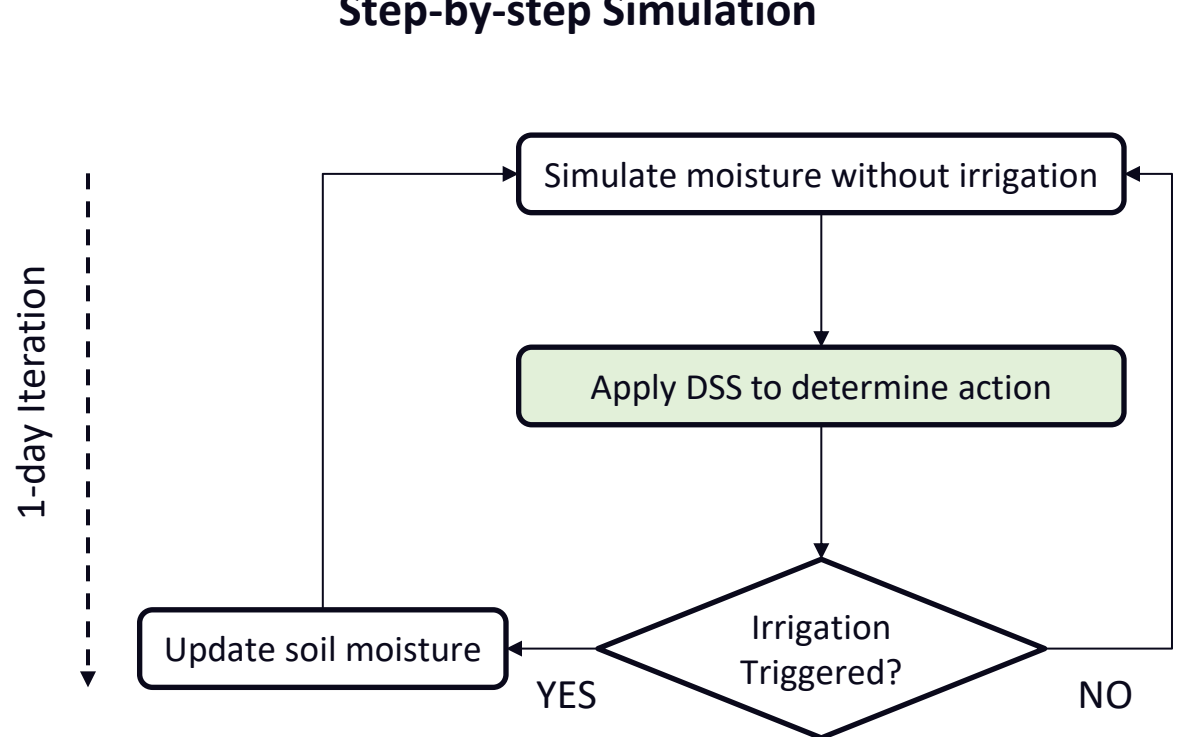 Step-by-step Simulation
Simulate moisture without irrigation
1-day Iteration
Apply DSS to determine action
Irrigation
Triggered?
Update soil moisture
YES
NO